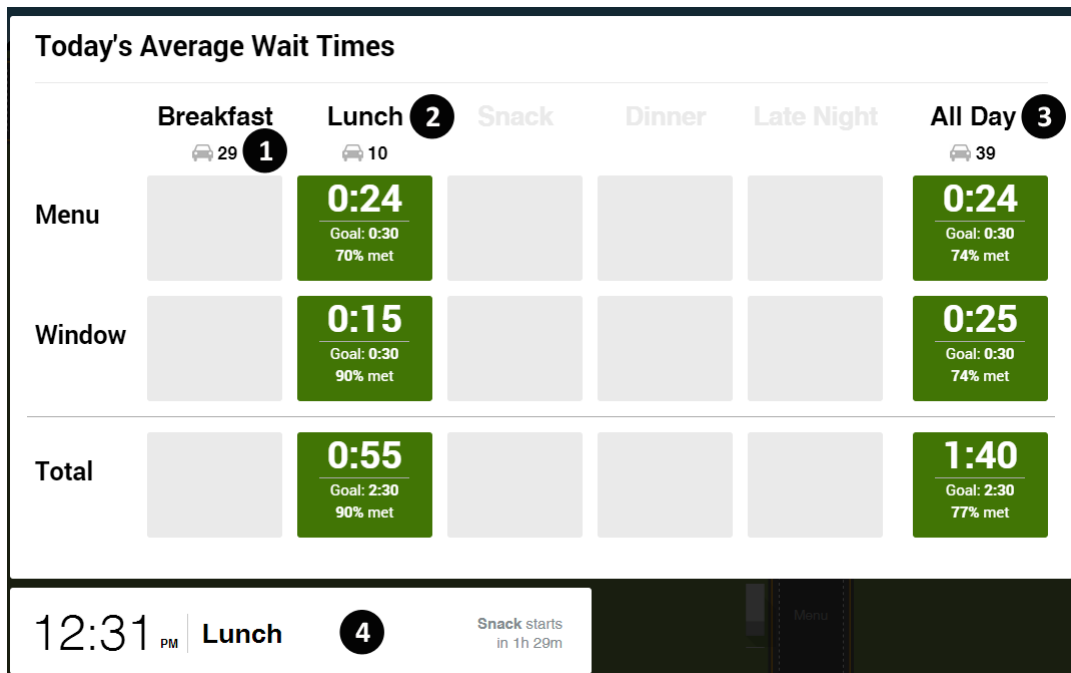 Today's Average Wait Times
Breakfast Lunch 2 Snack Dinner Late Night All Day 3
29 1 10 39
Menu
0:24
Goal: 0:30
70% met
0:24
Goal: 0:30
74% met
Window
0:15
Goal: 0:30
90% met
0:25
Goal: 0:30
74% met
Total
0:55
Goal: 2:30
90% met
1:40
Goal: 2:30
77% met
12:31 PM Lunch 4
Snack starts
in 1h 29m
Menu